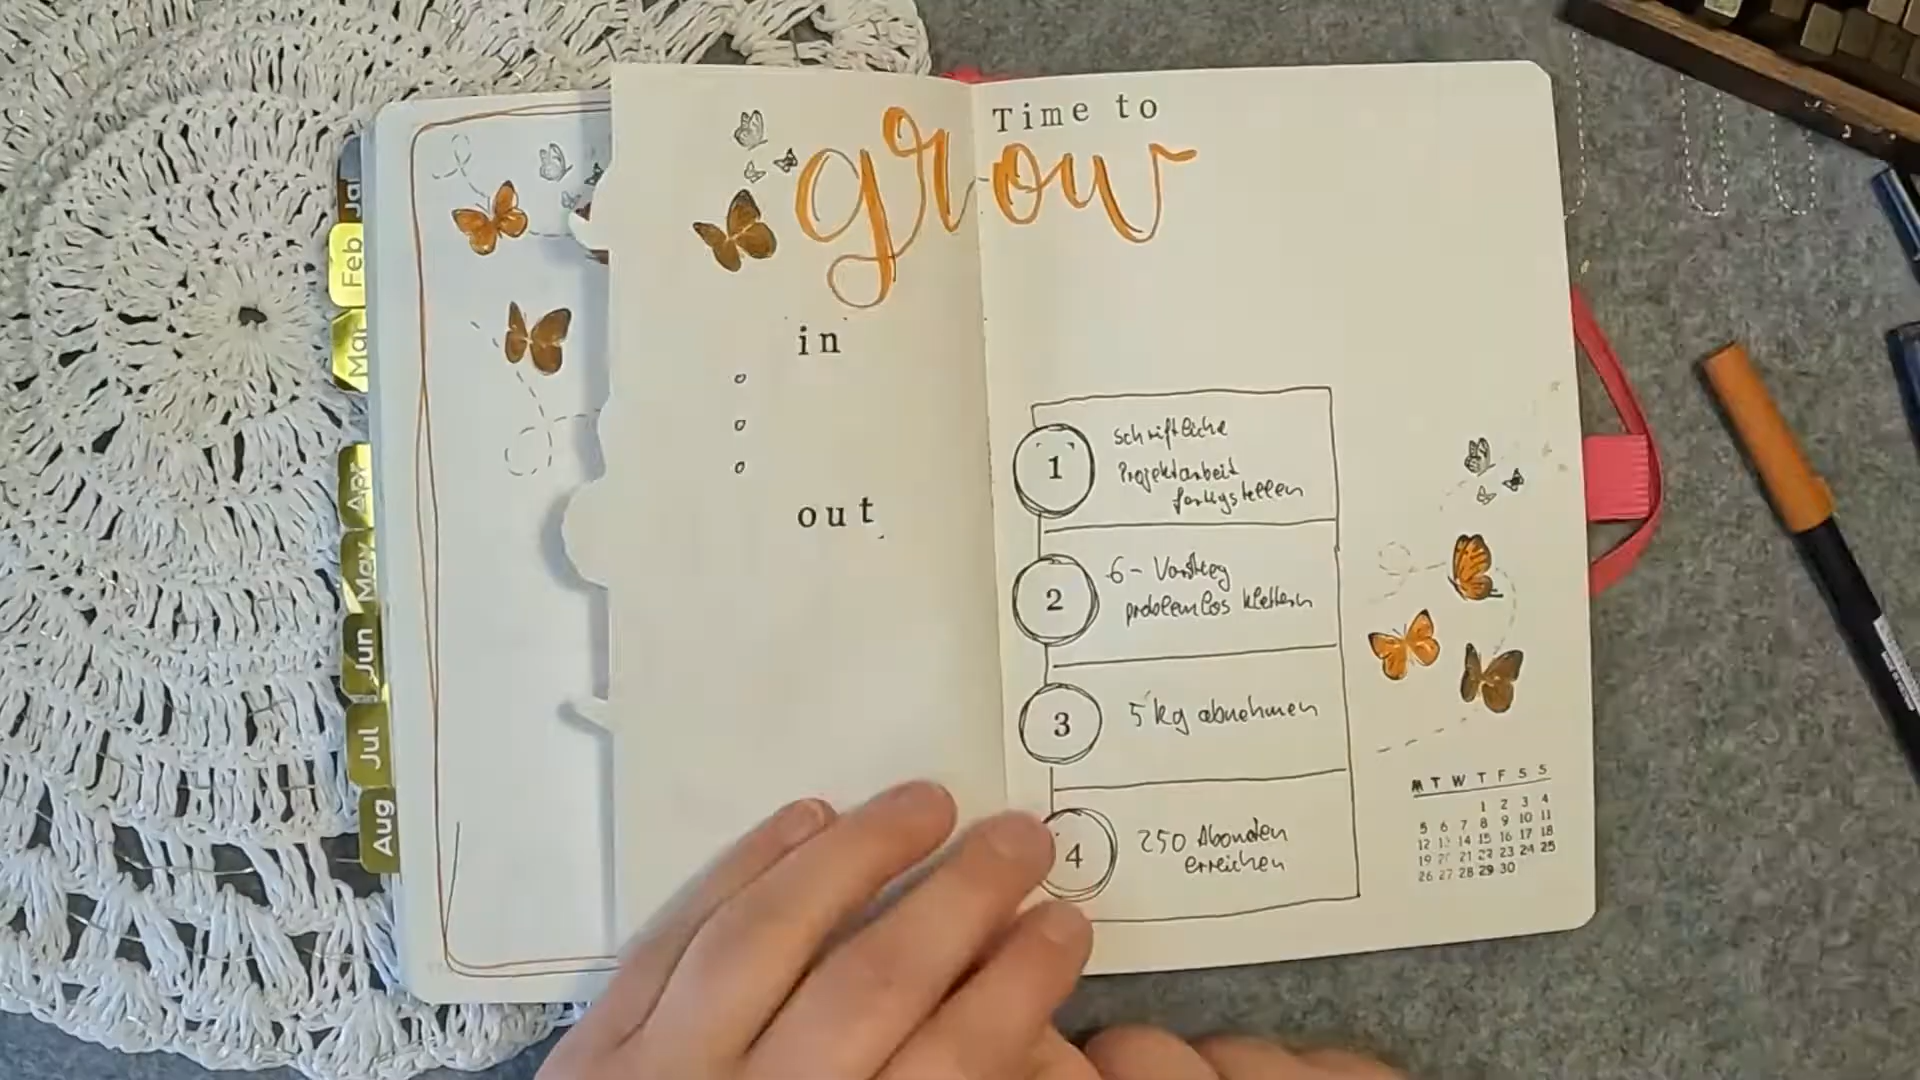 Jan
Feb
Mar
Apr
May
Jun
Jul
Aug
Time to
grow
in
out
1
schriftliche
Projektarbeit
fertigstellen
2
6- Vorstieg
problemlos klettern
3
5 kg abnehmen
4
250 Abonnenten
erreichen
M T W T F S S
1 2 3 4
5 6 7 8 9 10 11
12 13 14 15 16 17 18
19 20 21 22 23 24 25
26 27 28 29 30